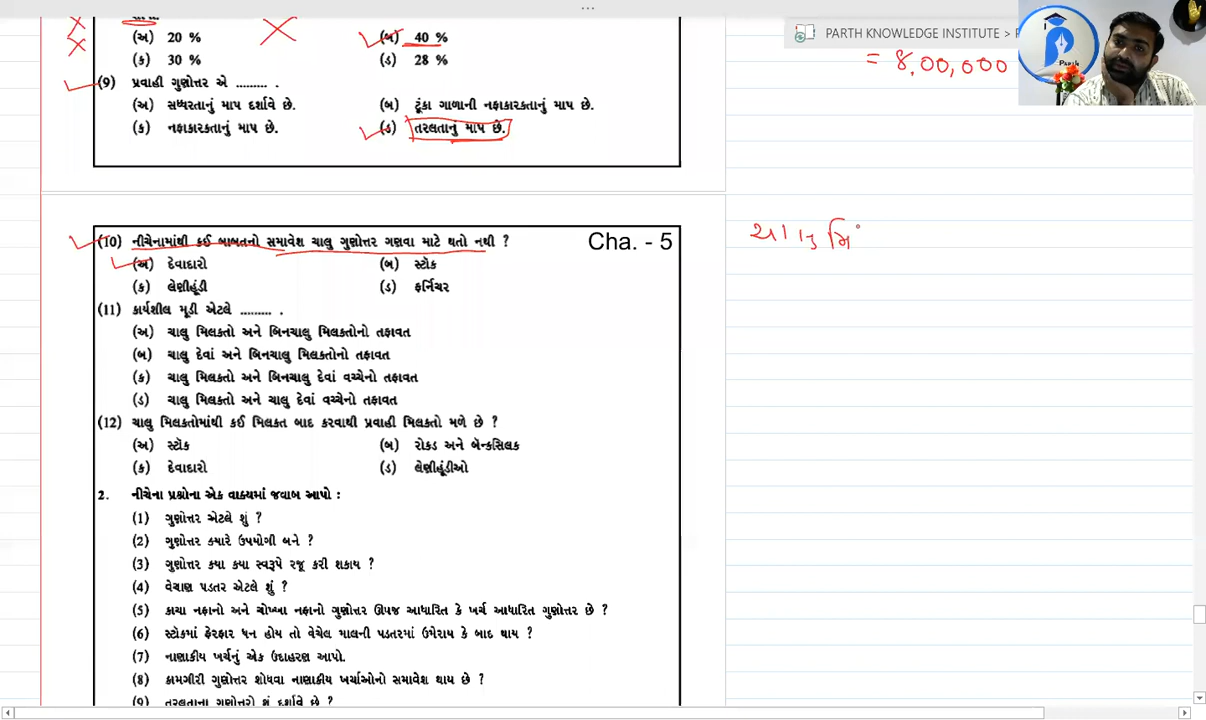 PARTH KNOWLEDGE INSTITUTE >
(અ) 20 %
(બ) 40 %
(ક) 30 %
(ડ) 28 %
= 8,00,000
Parth
(9) પ્રવાહી ગુણોત્તર એ ......... .
(અ) સધ્ધરતાનું માપ દર્શાવે છે.
(બ) ટૂંકા ગાળાની નફાકારકતાનું માપ છે.
(ક) નફાકારકતાનું માપ છે.
(ડ) તરલતાનું માપ છે.
(10) નીચેનામાંથી કઈ બાબતનો સમાવેશ ચાલુ ગુણોત્તર ગણવા માટે થતો નથી ?
Cha. - 5
ચાલુ મિ
(અ) દેવાદારો
(બ) સ્ટૉક
(ક) લેણીહૂંડી
(ડ) ફર્નિચર
(11) કાર્યશીલ મૂડી એટલે ......... .
(અ) ચાલુ મિલકતો અને બિનચાલુ મિલકતોનો તફાવત
(બ) ચાલુ દેવાં અને બિનચાલુ મિલકતોનો તફાવત
(ક) ચાલુ મિલકતો અને બિનચાલુ દેવાં વચ્ચેનો તફાવત
(ડ) ચાલુ મિલકતો અને ચાલુ દેવાં વચ્ચેનો તફાવત
(12) ચાલુ મિલકતોમાંથી કઈ મિલકત બાદ કરવાથી પ્રવાહી મિલકતો મળે છે ?
(અ) સ્ટૉક
(બ) રોકડ અને બૅન્કસિલક
(ક) દેવાદારો
(ડ) લેણીહૂંડીઓ
2. નીચેના પ્રશ્નોના એક વાક્યમાં જવાબ આપો :
(1) ગુણોત્તર એટલે શું ?
(2) ગુણોત્તર ક્યારે ઉપયોગી બને ?
(3) ગુણોત્તર ક્યા ક્યા સ્વરૂપે રજૂ કરી શકાય ?
(4) વેચાણ પડતર એટલે શું ?
(5) કાચા નફાનો અને ચોખ્ખા નફાનો ગુણોત્તર ઊપજ આધારિત કે ખર્ચ આધારિત ગુણોત્તર છે ?
(6) સ્ટૉકમાં ફેરફાર ધન હોય તો વેચેલ માલની પડતરમાં ઉમેરાય કે બાદ થાય ?
(7) નાણાકીય ખર્ચનું એક ઉદાહરણ આપો.
(8) કામગીરી ગુણોત્તર શોધવા નાણાકીય ખર્ચાઓનો સમાવેશ થાય છે ?
(9) તરલતાના ગુણોત્તરો શું દર્શાવે છે ?